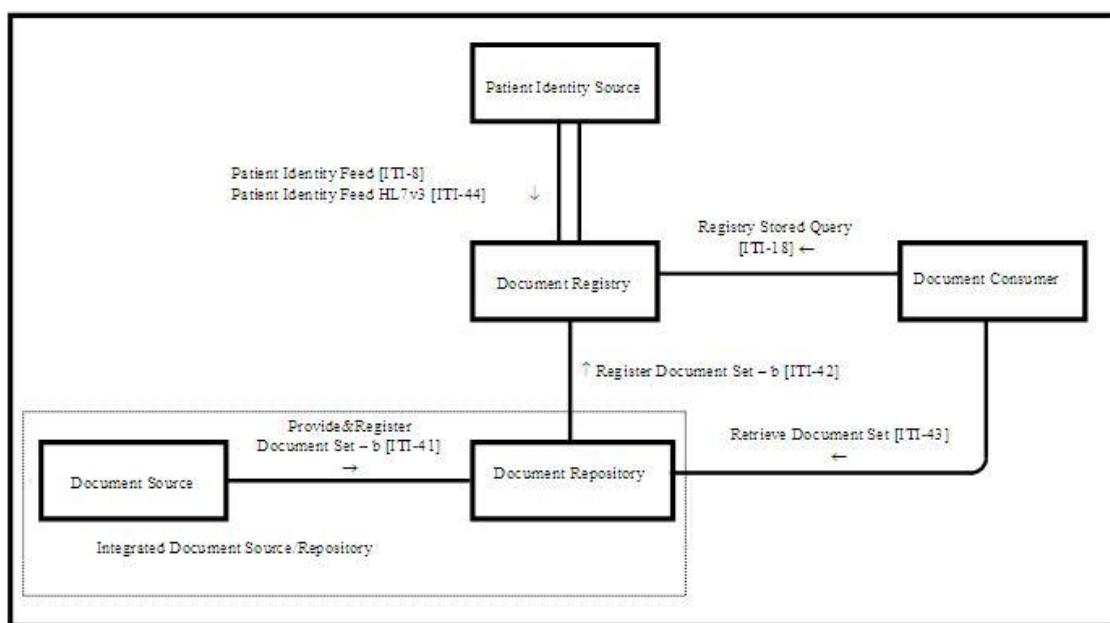 Patient Identity Source
Patient Identity Feed [ITI-8]
Patient Identity Feed HL7v3 [ITI-44] ↓
Registry Stored Query
[ITI-18] ←
Document Registry
Document Consumer
↑ Register Document Set – b [ITI-42]
Provide&Register
Document Set – b [ITI-41]
→
Retrieve Document Set [ITI-43]
←
Document Source
Document Repository
Integrated Document Source/Repository